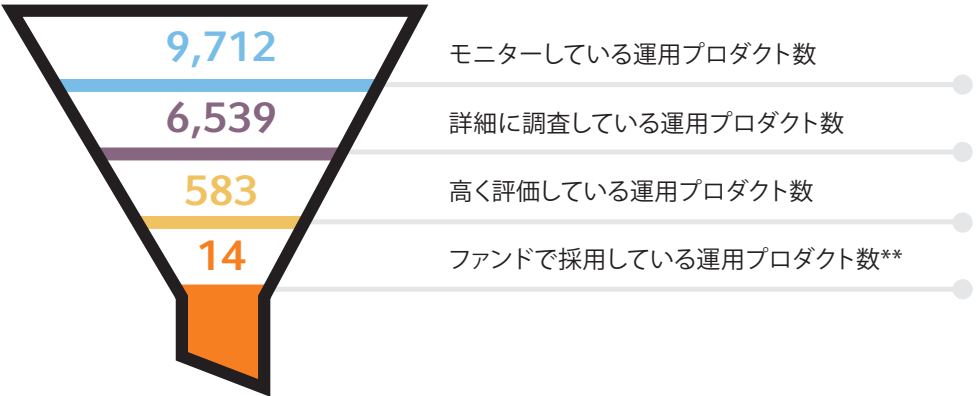 9,712 モニターしている運用プロダクト数
6,539 詳細に調査している運用プロダクト数
583 高く評価している運用プロダクト数
14 ファンドで採用している運用プロダクト数**